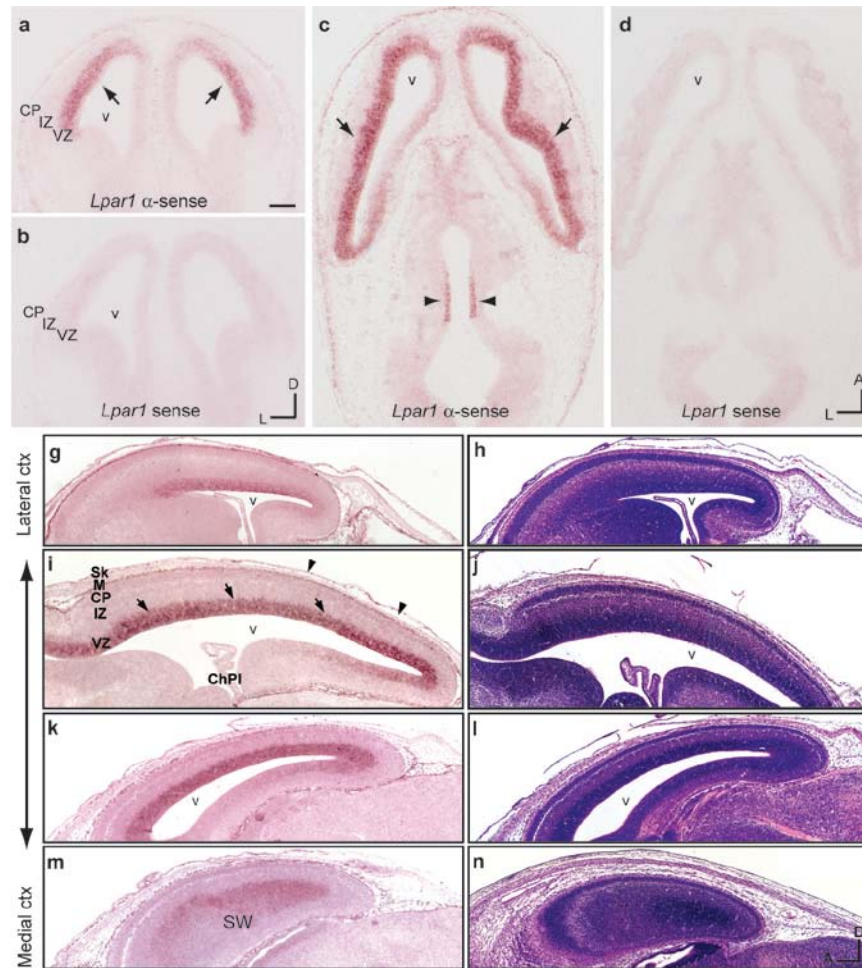 a
CP
IZ
VZ
v
Lpar1 α-sense
b
CP
IZ
VZ
v
Lpar1 sense
D
L
c
v
Lpar1 α-sense
d
v
Lpar1 sense
A
L
Lateral ctx
Medial ctx
g
v
h
v
i
Sk
M
CP
IZ
VZ
v
ChPl
j
v
k
v
l
v
m
SW
n
D
A